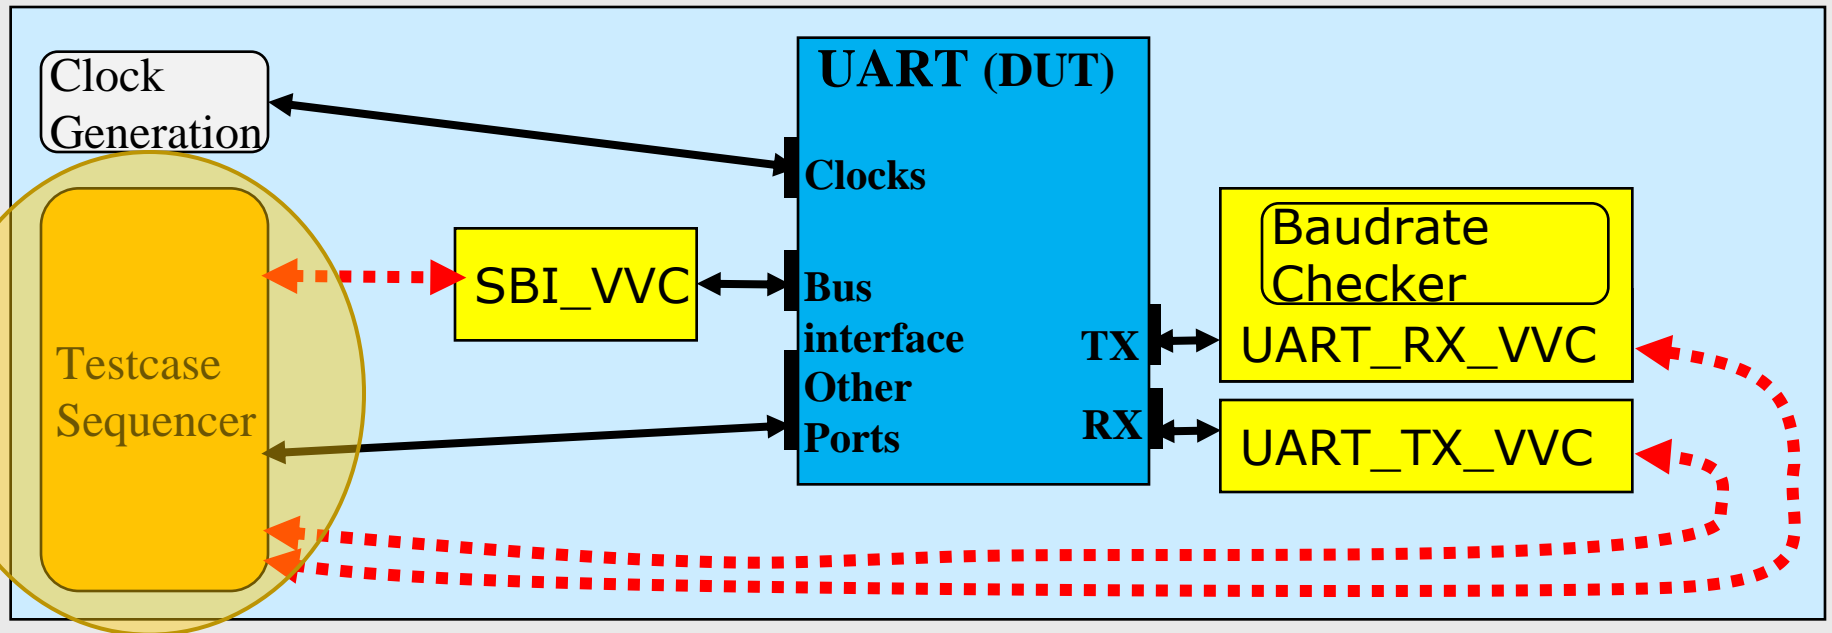 Clock
Generation
UART (DUT)
Clocks
SBI_VVC
Bus
interface
Other
Ports
TX
RX
Testcase
Sequencer
Baudrate
Checker
UART_RX_VVC
UART_TX_VVC